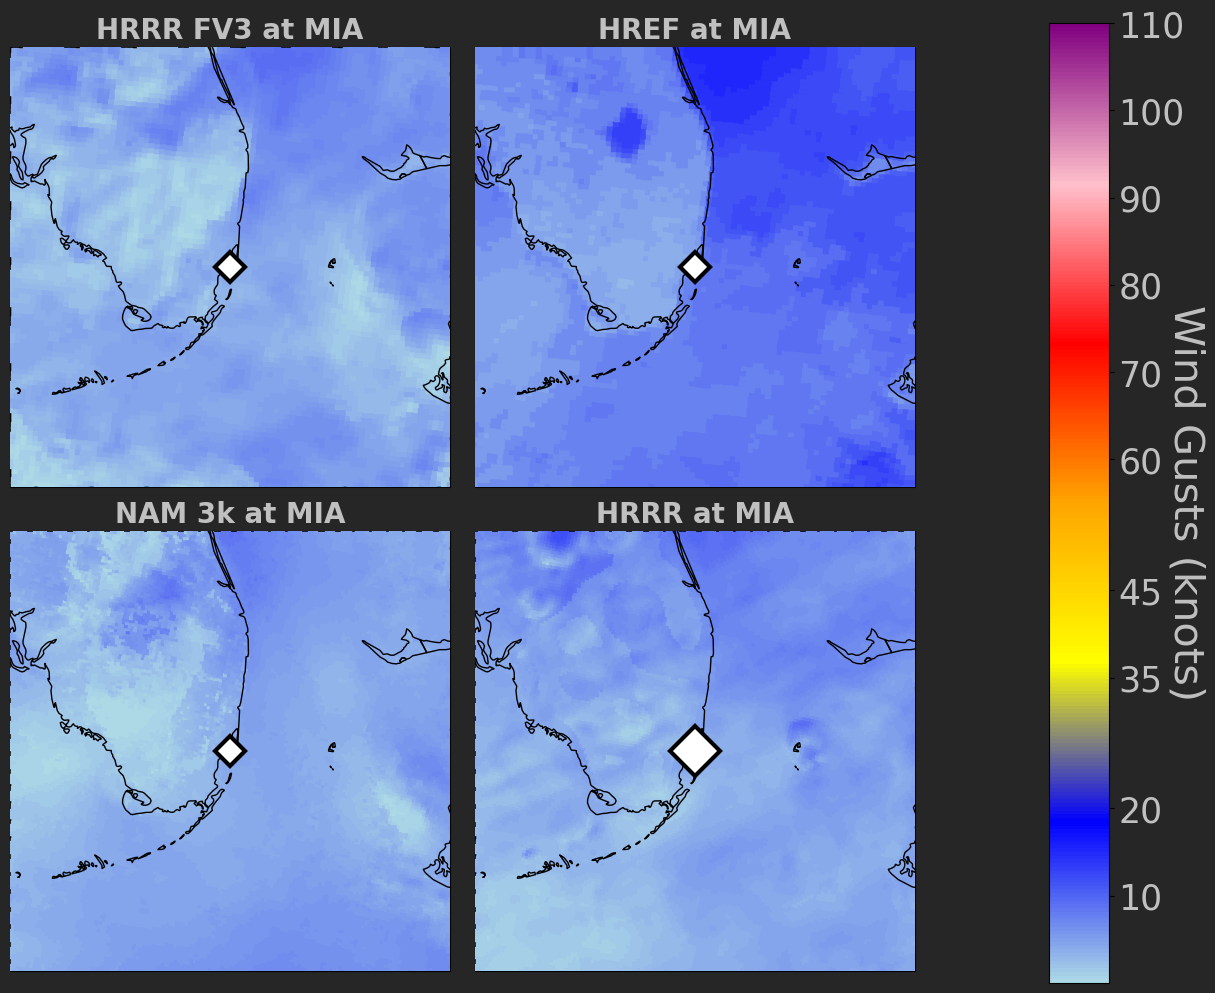 HRRR FV3 at MIA
HREF at MIA
NAM 3k at MIA
HRRR at MIA
110
100
90
80
70
60
45
35
20
10
Wind Gusts (knots)